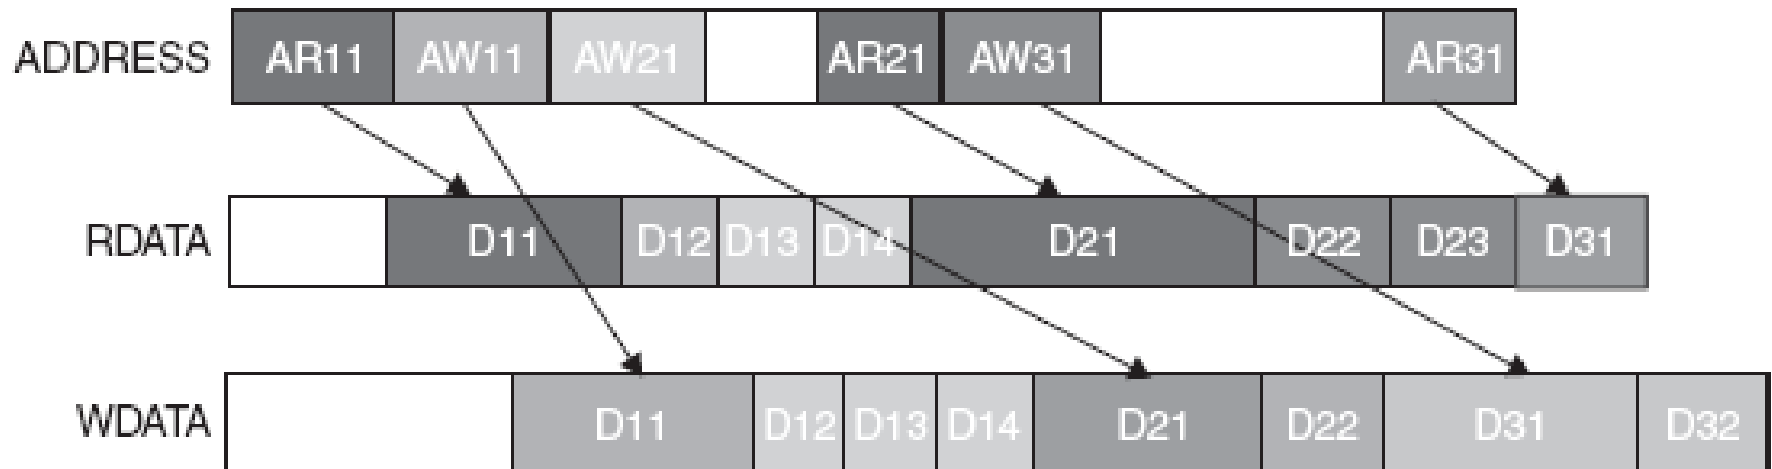 ADDRESS AR11 AW11 AW21 AR21 AW31 AR31
RDATA D11 D12 D13 D14 D21 D22 D23 D31
WDATA D11 D12 D13 D14 D21 D22 D31 D32